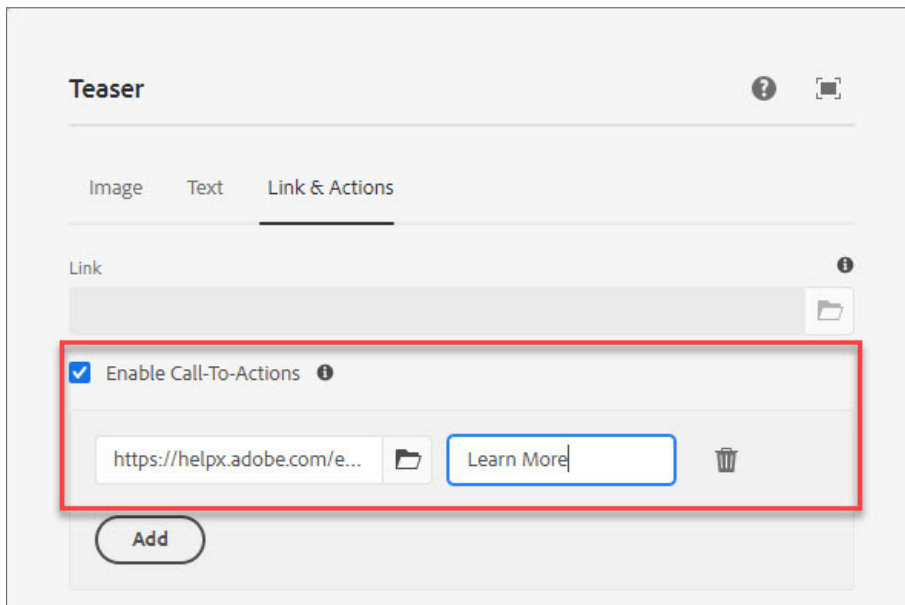 Teaser
Image Text Link & Actions
Link
Enable Call-To-Actions
https://helpx.adobe.com/e... Learn More
Add